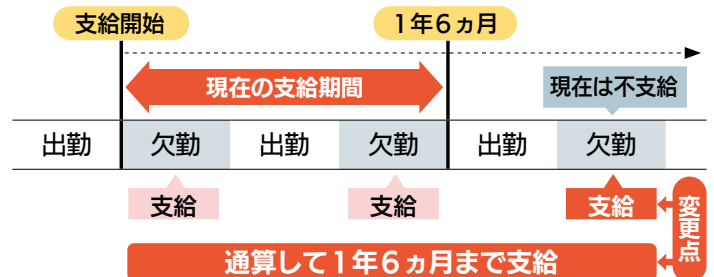 支給開始
1年6ヵ月
現在の支給期間
現在は不支給
出勤 欠勤 出勤 欠勤 出勤 欠勤
支給 支給 支給
変更点
通算して1年6ヵ月まで支給